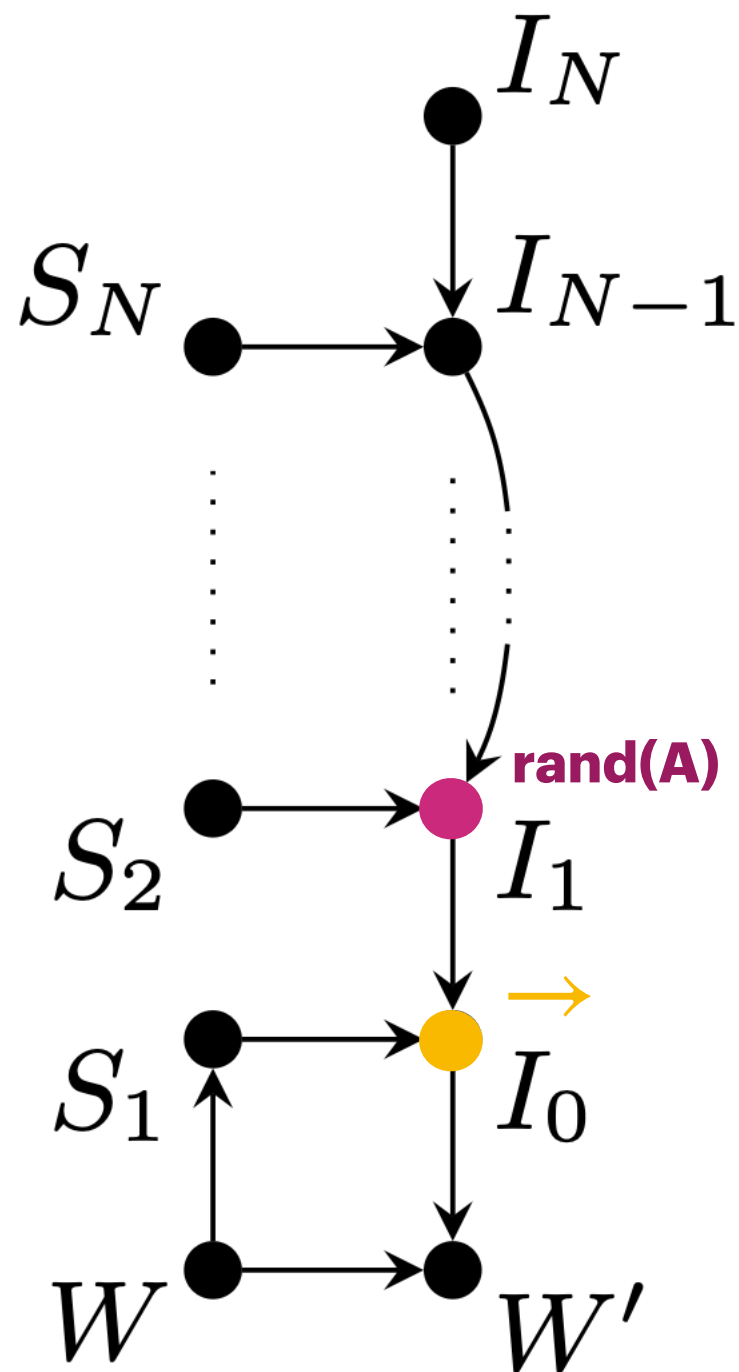 I_N
I_{N-1}
S_N
rand(A)
S_2
I_1
→
S_1
I_0
W
W′